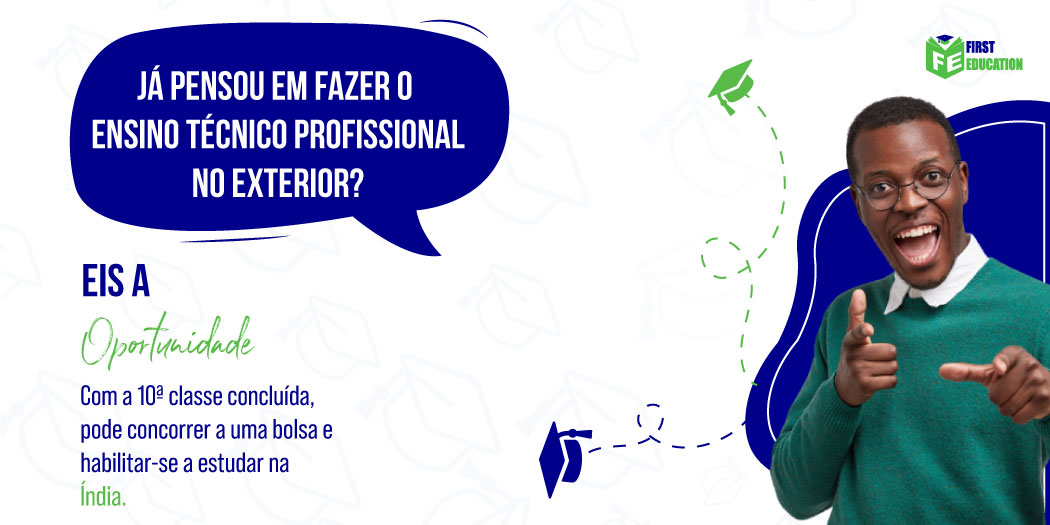 JÁ PENSOU EM FAZER O
ENSINO TÉCNICO PROFISSIONAL
NO EXTERIOR?
FE
FIRST
EDUCATION
EIS A
Oportunidade
Com a 10ª classe concluída,
pode concorrer a uma bolsa e
habilitar-se a estudar na
Índia.